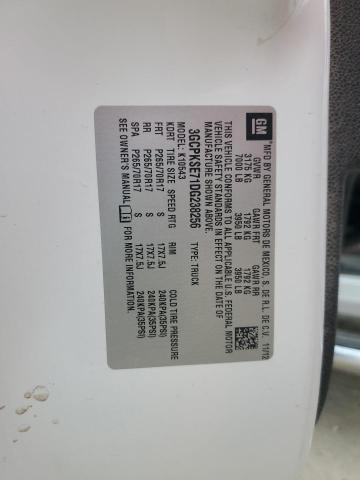 GM
MFD BY GENERAL MOTORS DE MEXICO, S. DE R.L. DE C.V. 11/12
GVWR GAWR FRT GAWR RR
3175 KG 1792 KG 1792 KG
7000 LB 3950 LB 3950 LB
THIS VEHICLE CONFORMS TO ALL APPLICABLE U.S. FEDERAL MOTOR
VEHICLE SAFETY STANDARDS IN EFFECT ON THE DATE OF
MANUFACTURE SHOWN ABOVE.
3GCPKSE71DG238256 TYPE: TRUCK
MODEL: K10543
KDRT TIRE SIZE SPEED RTG RIM COLD TIRE PRESSURE
FRT P265/70R17 S 17X7.5J 240KPA(35PSI)
RR P265/70R17 S 17X7.5J 240KPA(35PSI)
SPA P265/70R17 S 17X7.5J 240KPA(35PSI)
SEE OWNER'S MANUAL FOR MORE INFORMATION.